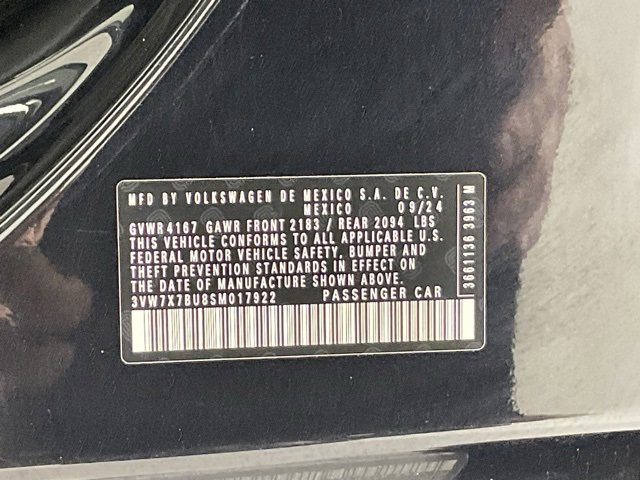 MFD BY VOLKSWAGEN DE MEXICO S.A. DE C.V.
MEXICO 09/24
GVWR 4167 GAWR FRONT 2183 / REAR 2094 LBS
THIS VEHICLE CONFORMS TO ALL APPLICABLE U.S.
FEDERAL MOTOR VEHICLE SAFETY, BUMPER AND
THEFT PREVENTION STANDARDS IN EFFECT ON
THE DATE OF MANUFACTURE SHOWN ABOVE.
3VW7X7BU8SM017922 PASSENGER CAR
3661136 3963 M